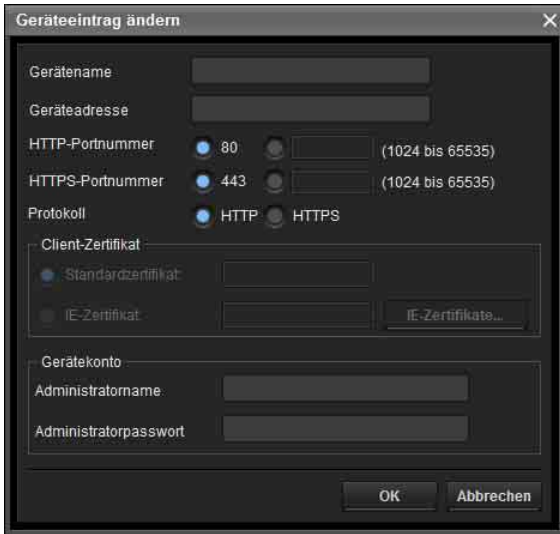 Geräteeintrag ändern
Gerätename
Geräteadresse
HTTP-Portnummer 80 (1024 bis 65535)
HTTPS-Portnummer 443 (1024 bis 65535)
Protokoll HTTP HTTPS
Client-Zertifikat
Standardzertifikat:
IE-Zertifikat: IE-Zertifikate...
Gerätekonto
Administratorname
Administratorpasswort
OK Abbrechen